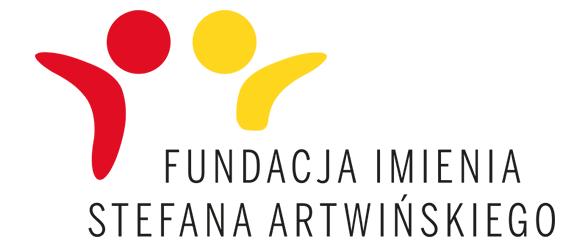 FUNDACJA IMIENIA
STEFANA ARTWIŃSKIEGO